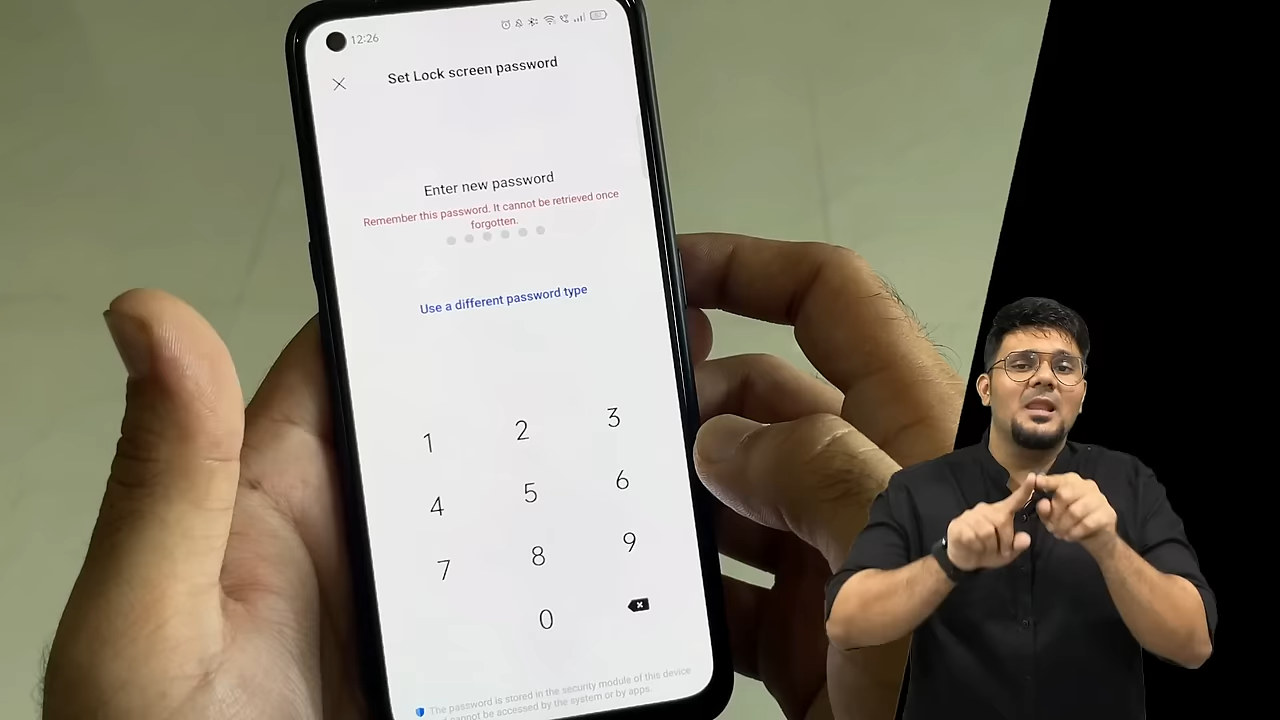 12:26
Set Lock screen password
Enter new password
Remember this password. It cannot be retrieved once
forgotten.
Use a different password type
1 2 3
4 5 6
7 8 9
0
The password is stored in the security module of this device
cannot be accessed by the system or by apps.